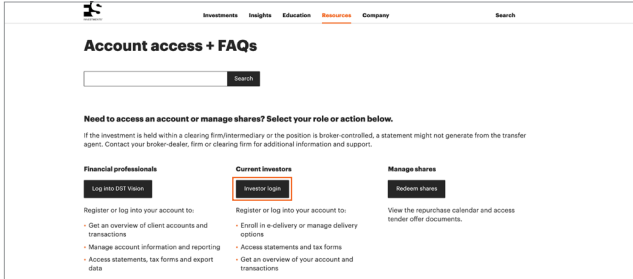 FS
INVESTMENTS
Investments Insights Education Resources Company Search
Account access + FAQs
Search
Need to access an account or manage shares? Select your role or action below.
If the investment is held within a clearing firm/intermediary or the position is broker-controlled, a statement might not generate from the transfer
agent. Contact your broker-dealer, firm or clearing firm for additional information and support.
Financial professionals
Log into DST Vision
Register or log into your account to:
• Get an overview of client accounts and
transactions
• Manage account information and reporting
• Access statements, tax forms and export
data
Current investors
Investor login
Register or log into your account to:
• Enroll in e-delivery or manage delivery
options
• Access statements and tax forms
• Get an overview of your account and
transactions
Manage shares
Redeem shares
View the repurchase calendar and access
tender offer documents.